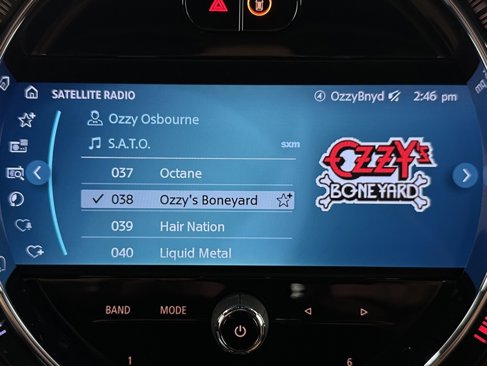 SATELLITE RADIO
OzzyBnyd
2:46 pm
Ozzy Osbourne
S.A.T.O.
sxm
037 Octane
038 Ozzy's Boneyard
039 Hair Nation
040 Liquid Metal
OZZY's
BONEYARD
BAND
MODE
1
6